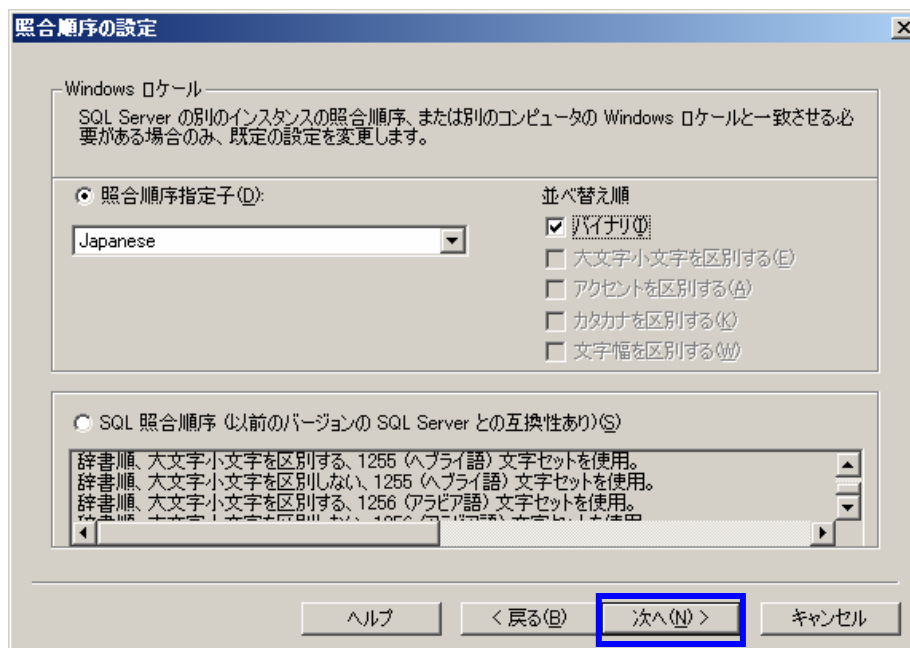 照合順序の設定
Windows ロケール
SQL Server の別のインスタンスの照合順序、または別のコンピュータの Windows ロケールと一致させる必
要がある場合のみ、既定の設定を変更します。
照合順序指定子(D):
Japanese
並べ替え順
バイナリ(I)
大文字小文字を区別する(E)
アクセントを区別する(A)
カタカナを区別する(K)
文字幅を区別する(W)
SQL 照合順序 (以前のバージョンの SQL Server との互換性あり)(S)
辞書順、大文字小文字を区別する、1255 (ヘブライ語) 文字セットを使用。
辞書順、大文字小文字を区別しない、1255 (ヘブライ語) 文字セットを使用。
辞書順、大文字小文字を区別する、1256 (アラビア語) 文字セットを使用。
ヘルプ
< 戻る(B)
次へ(N) >
キャンセル